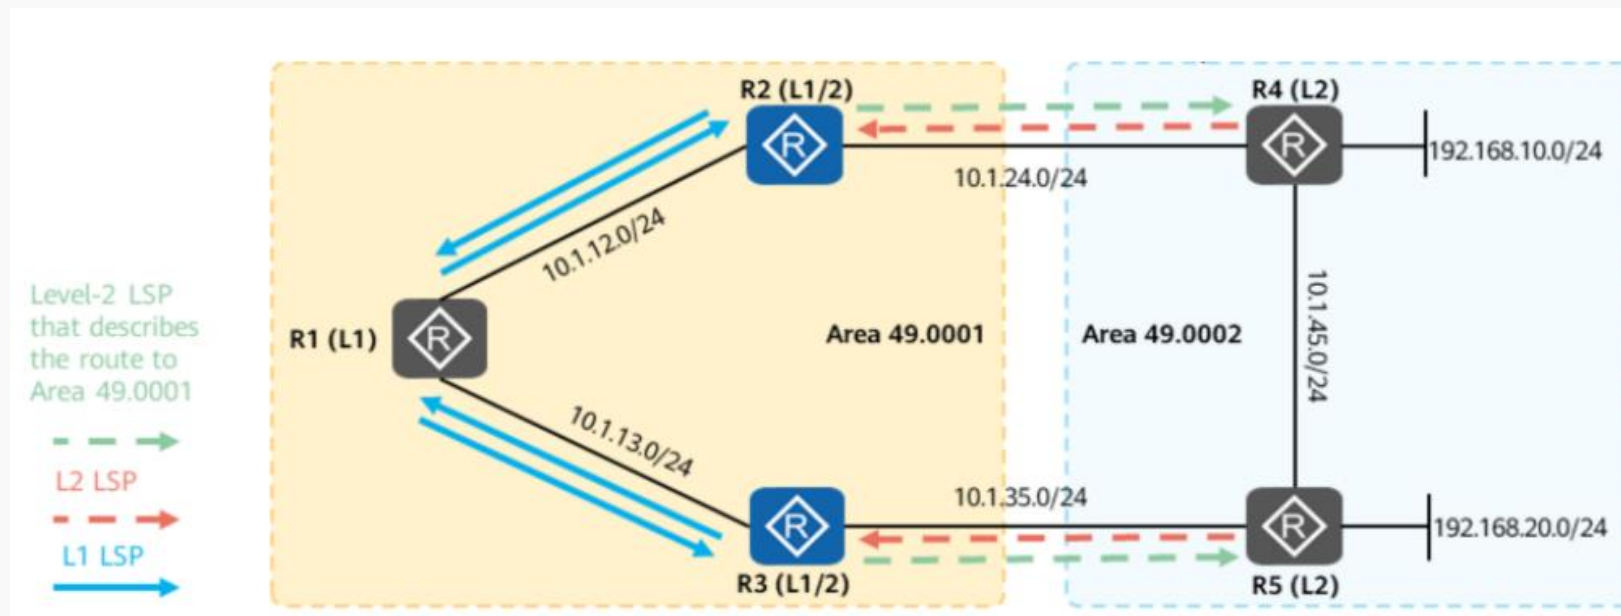 R2 (L1/2)
R4 (L2)
R
R
192.168.10.0/24
10.1.24.0/24
10.1.12.0/24
Level-2 LSP
that describes
the route to
Area 49.0001
R1 (L1)
R
Area 49.0001
Area 49.0002
10.1.45.0/24
L2 LSP
10.1.13.0/24
L1 LSP
10.1.35.0/24
R
R
192.168.20.0/24
R3 (L1/2)
R5 (L2)